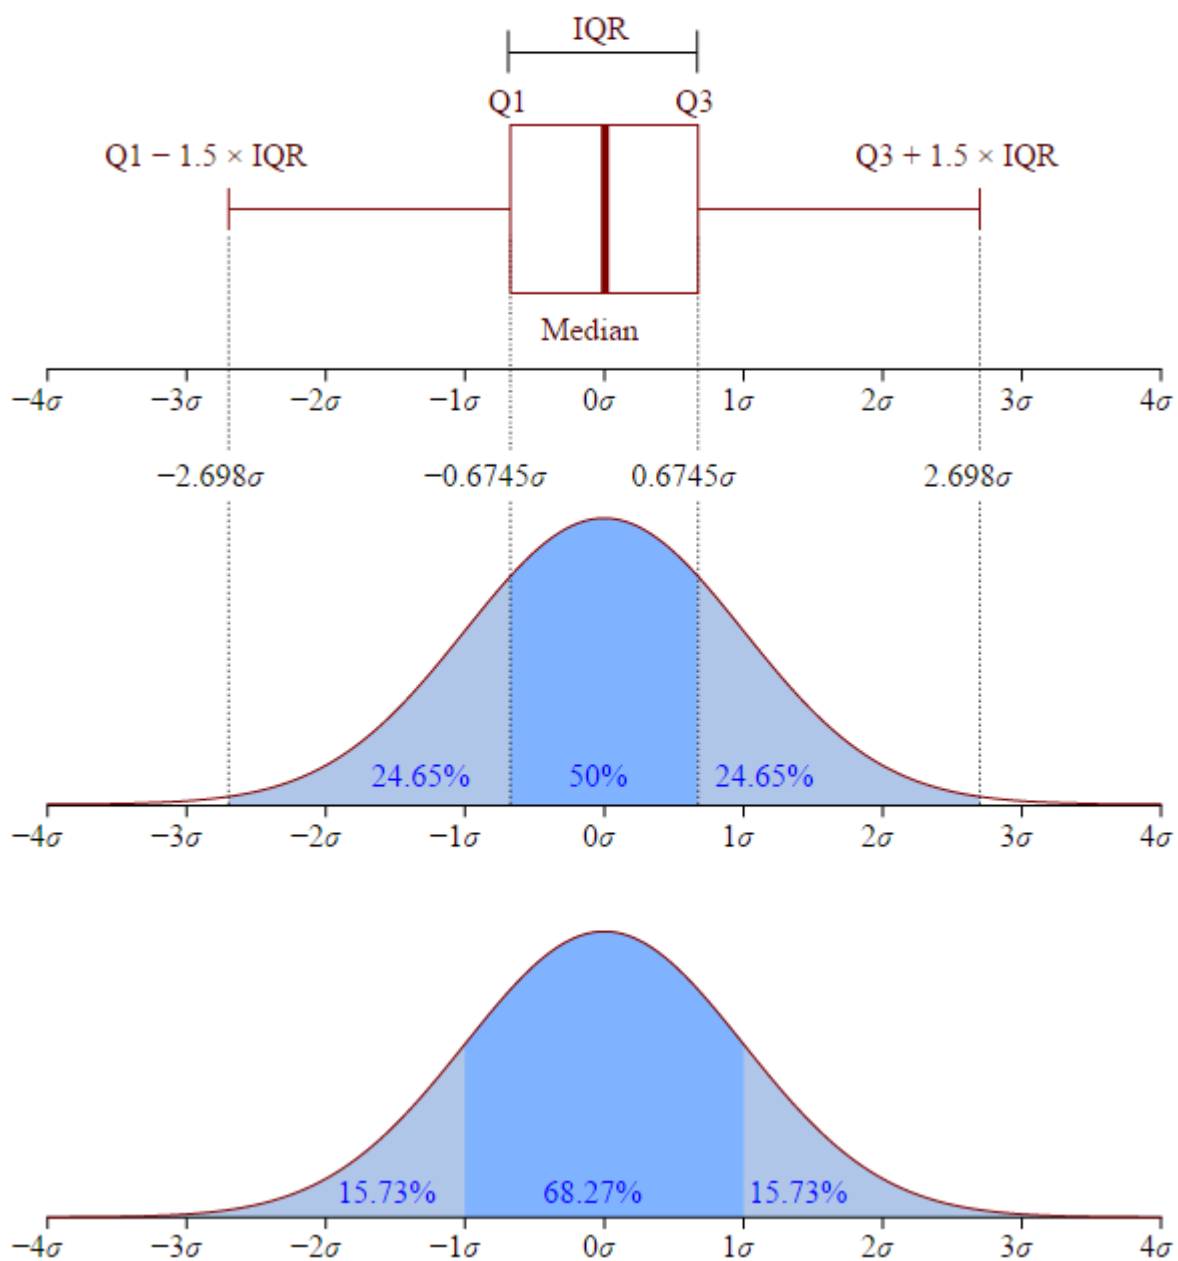 IQR
Q1 Q3
Q1 − 1.5 × IQR Q3 + 1.5 × IQR
Median
−4σ −3σ −2σ −1σ 0σ 1σ 2σ 3σ 4σ
−2.698σ −0.6745σ 0.6745σ 2.698σ
24.65% 50% 24.65%
−4σ −3σ −2σ −1σ 0σ 1σ 2σ 3σ 4σ
15.73% 68.27% 15.73%
−4σ −3σ −2σ −1σ 0σ 1σ 2σ 3σ 4σ